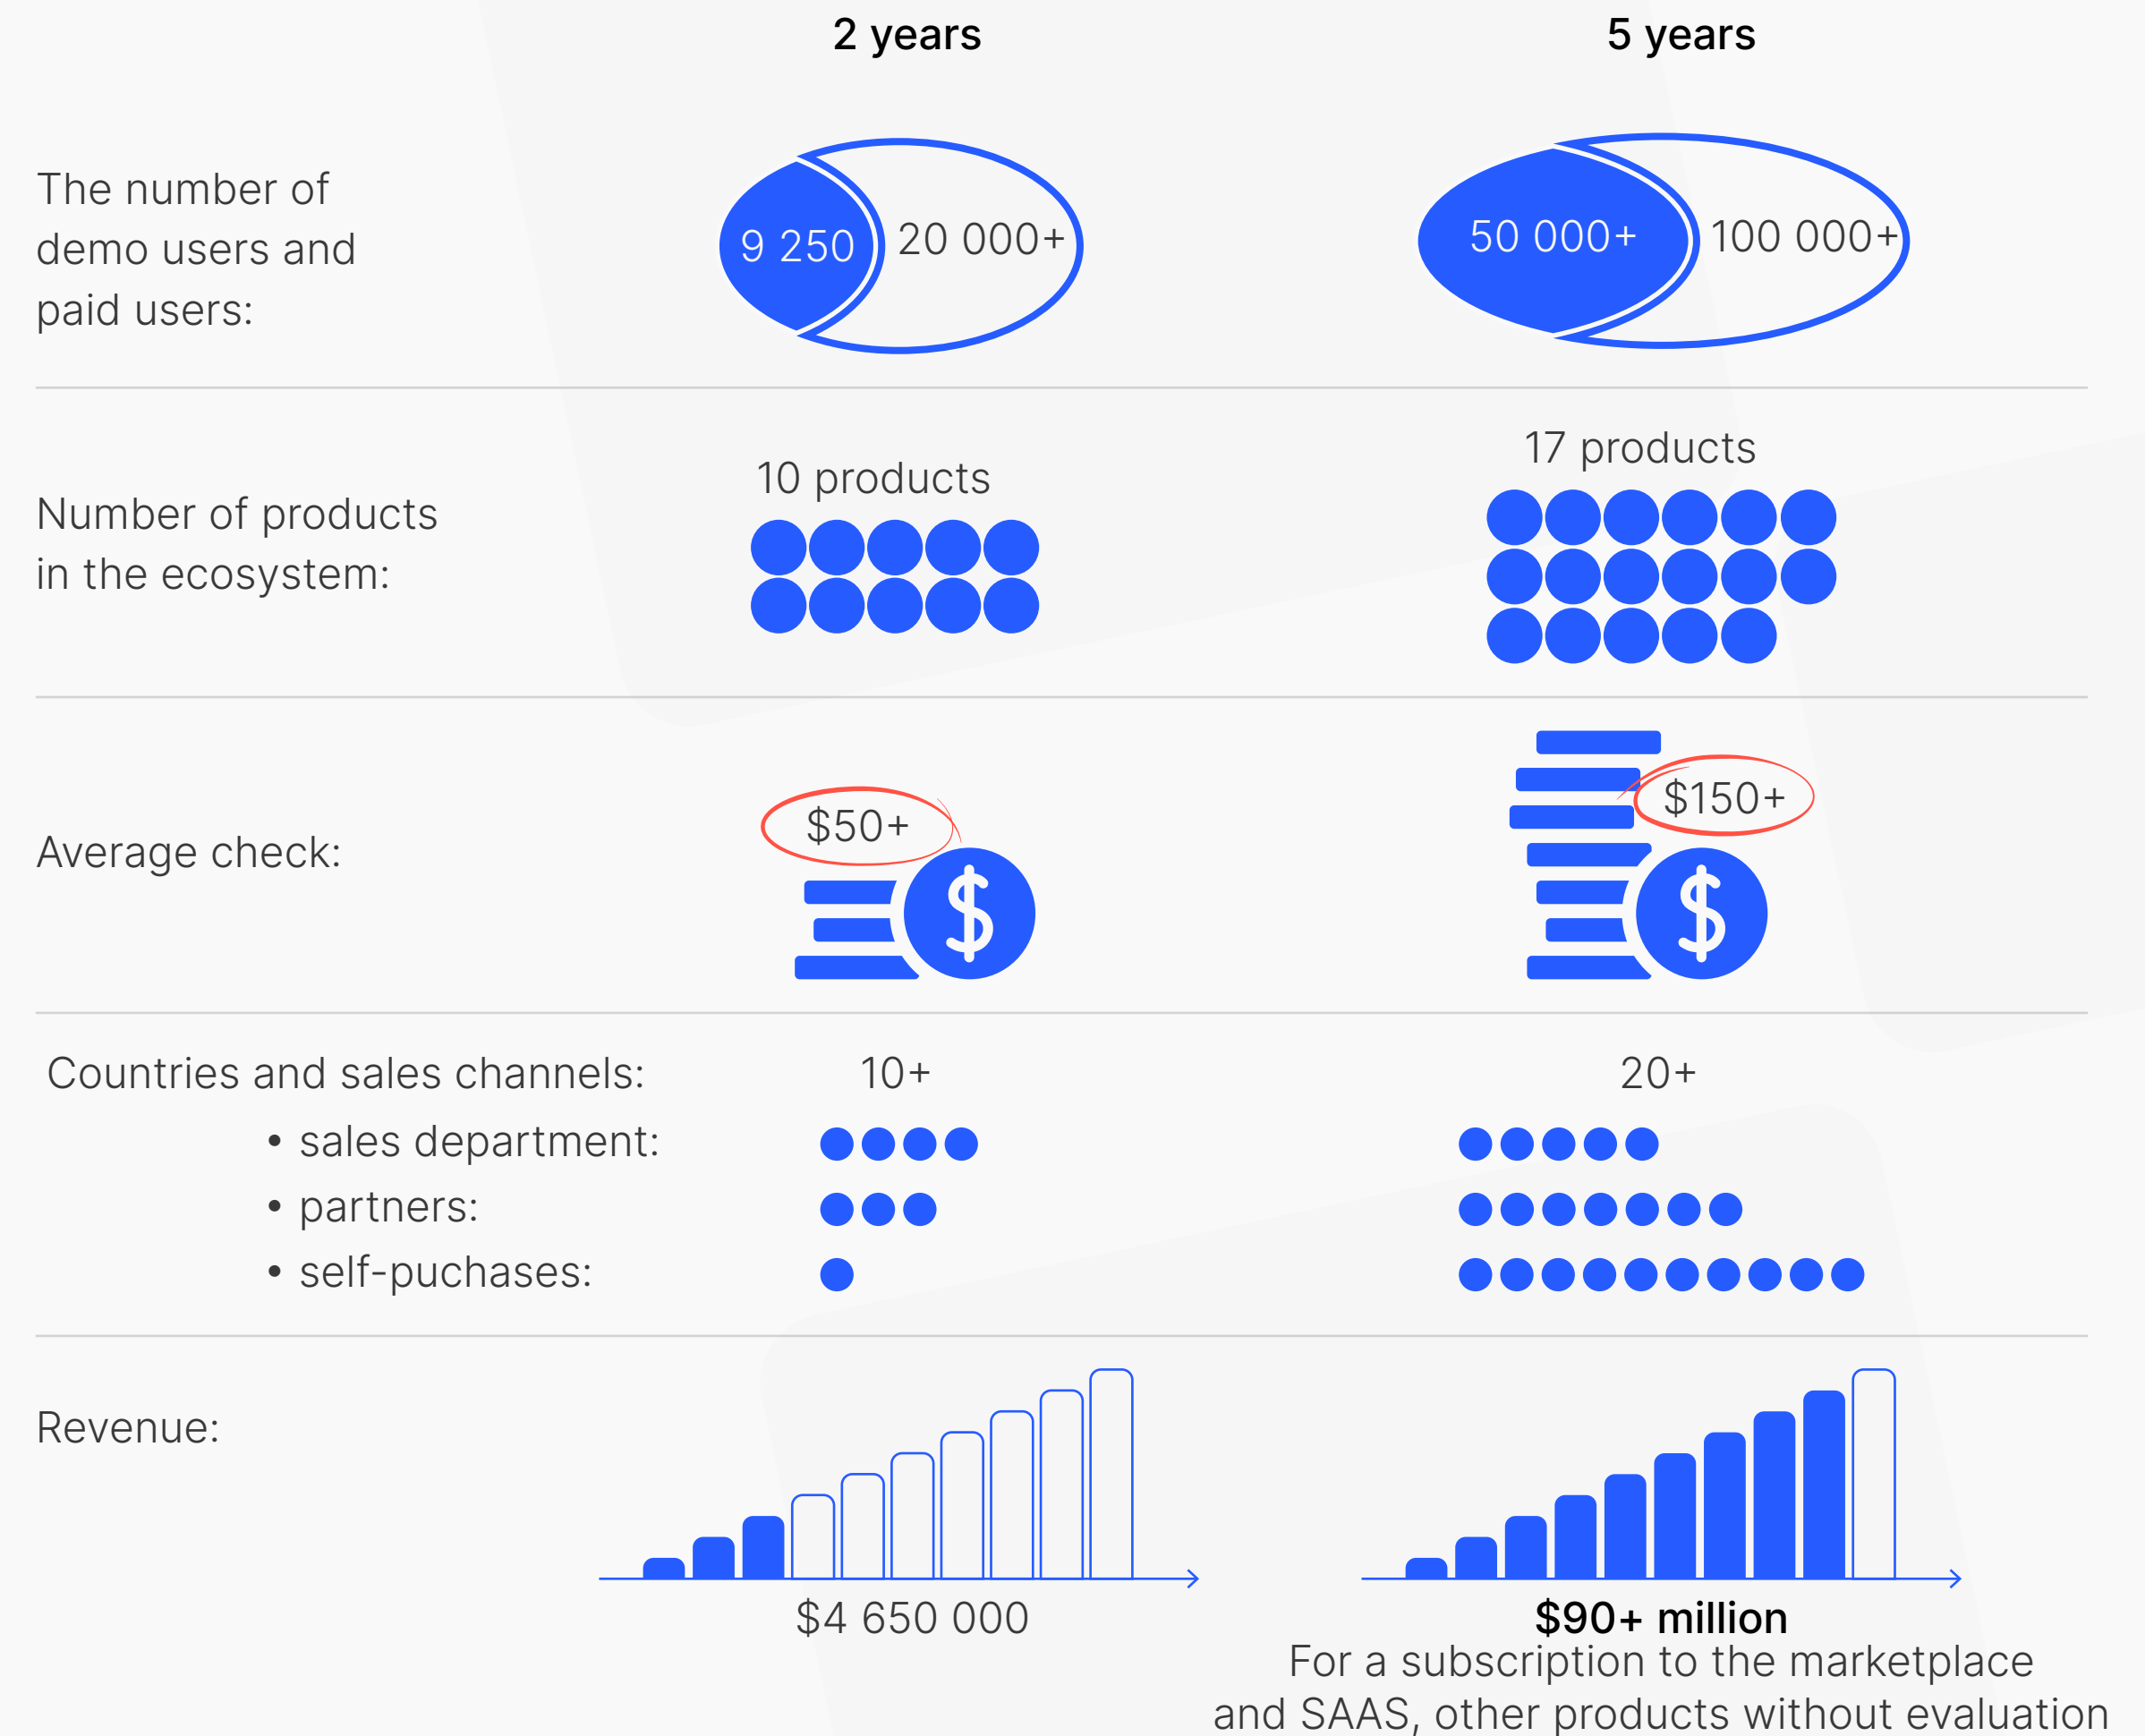 2 years
5 years
The number of
demo users and
paid users:
9 250
20 000+
50 000+
100 000+
Number of products
in the ecosystem:
10 products
17 products
Average check:
$50+
$
$150+
$
Countries and sales channels:
10+
20+
• sales department:
• partners:
• self-puchases:
Revenue:
$4 650 000
$90+ million
For a subscription to the marketplace
and SAAS, other products without evaluation